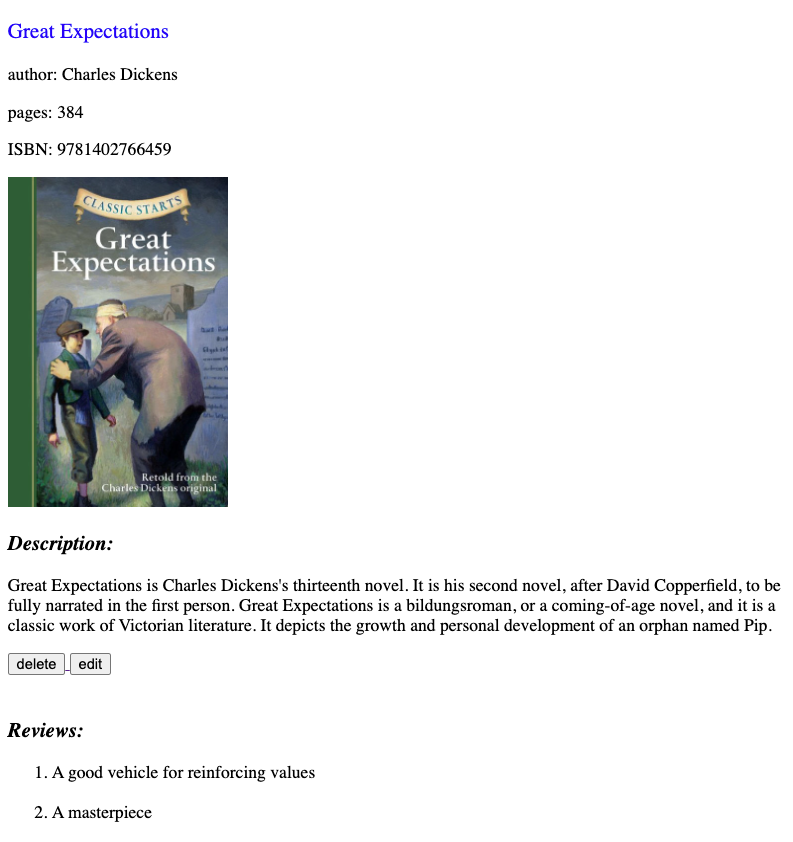 Great Expectations
author: Charles Dickens
pages: 384
ISBN: 9781402766459
CLASSIC STARTS
Great
Expectations
Retold from the
Charles Dickens original
Description:
Great Expectations is Charles Dickens's thirteenth novel. It is his second novel, after David Copperfield, to be
fully narrated in the first person. Great Expectations is a bildungsroman, or a coming-of-age novel, and it is a
classic work of Victorian literature. It depicts the growth and personal development of an orphan named Pip.
delete edit
Reviews:
1. A good vehicle for reinforcing values
2. A masterpiece